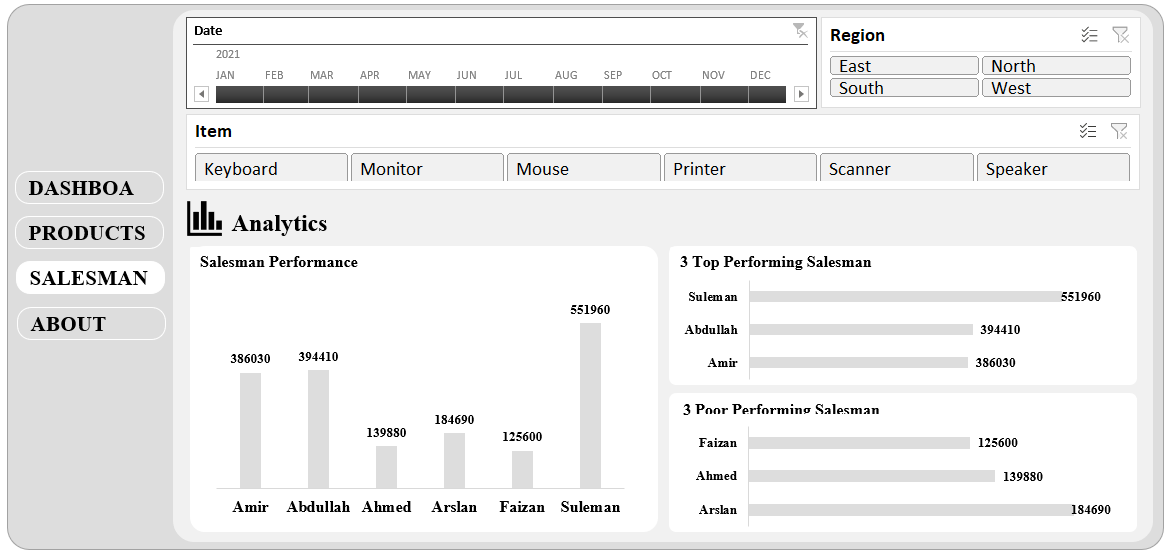 Date
2021
JAN FEB MAR APR MAY JUN JUL AUG SEP OCT NOV DEC
Region
East North
South West
Item
Keyboard Monitor Mouse Printer Scanner Speaker
DASHBOA
PRODUCTS
SALESMAN
ABOUT
Analytics
Salesman Performance
386030 394410 139880 184690 125600 551960
Amir Abdullah Ahmed Arslan Faizan Suleman
3 Top Performing Salesman
Suleman 551960
Abdullah 394410
Amir 386030
3 Poor Performing Salesman
Faizan 125600
Ahmed 139880
Arslan 184690